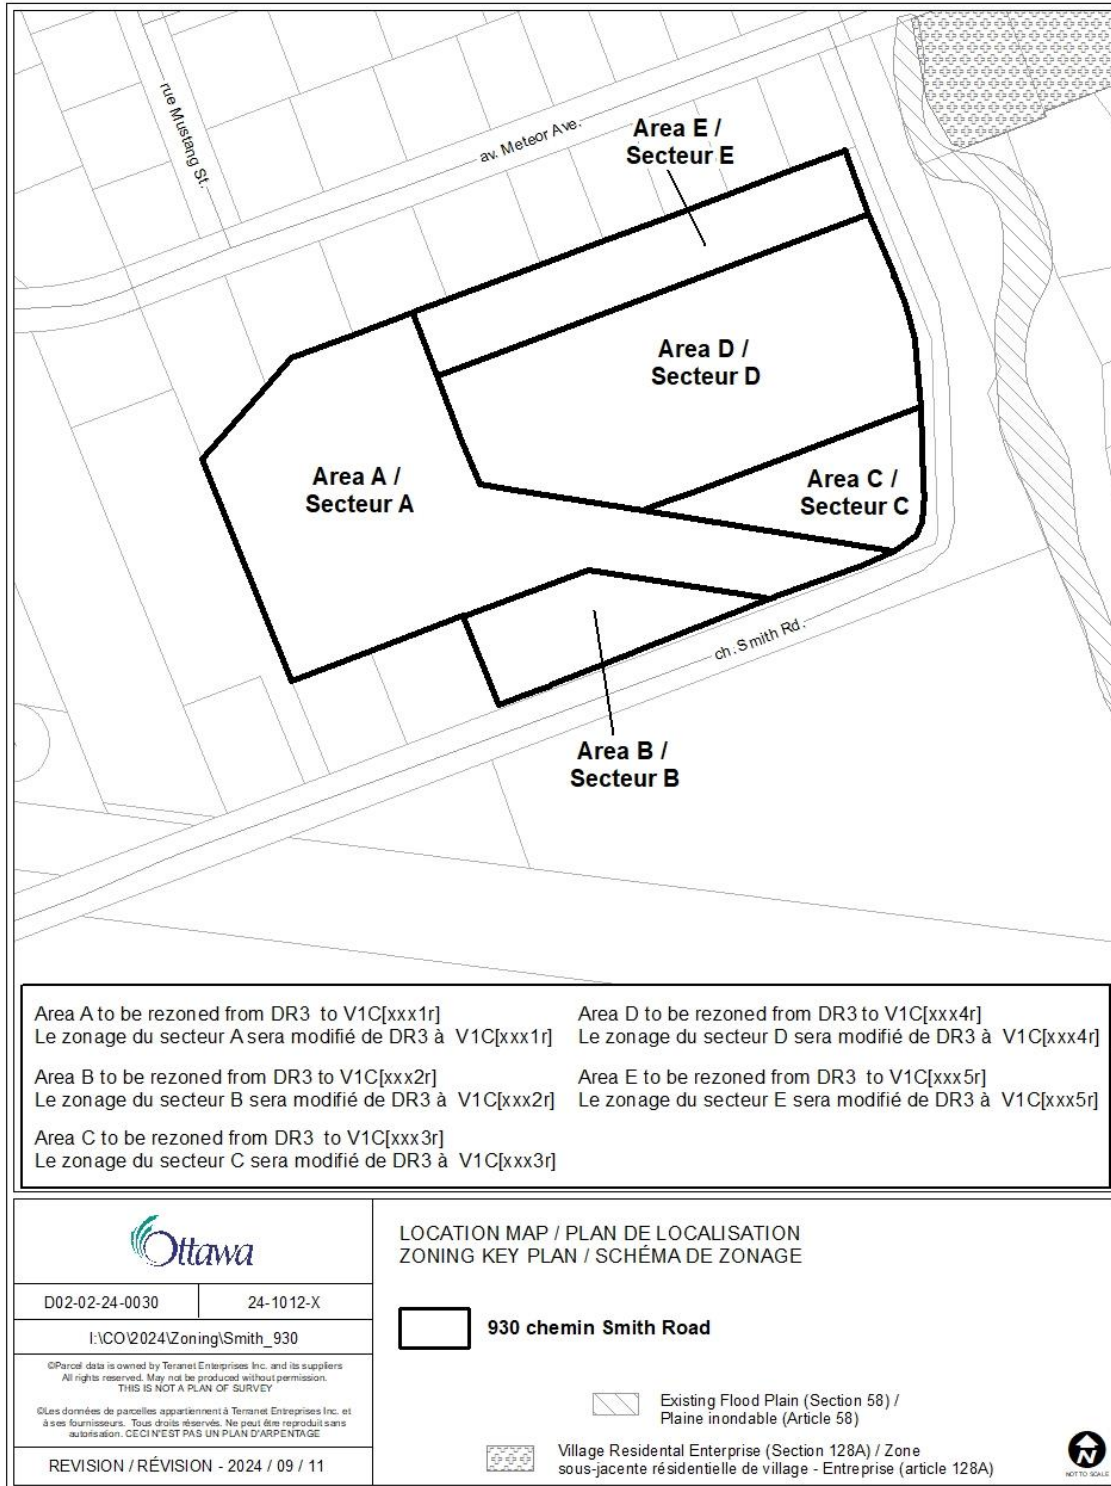 rue Mustang St.
av. Meteor Ave.
Area E /
Secteur E
Area D /
Secteur D
Area A /
Secteur A
Area C /
Secteur C
ch. Smith Rd.
Area B /
Secteur B
Area A to be rezoned from DR3 to V1C[xxx1r]
Le zonage du secteur A sera modifié de DR3 à V1C[xxx1r]
Area B to be rezoned from DR3 to V1C[xxx2r]
Le zonage du secteur B sera modifié de DR3 à V1C[xxx2r]
Area C to be rezoned from DR3 to V1C[xxx3r]
Le zonage du secteur C sera modifié de DR3 à V1C[xxx3r]
Area D to be rezoned from DR3 to V1C[xxx4r]
Le zonage du secteur D sera modifié de DR3 à V1C[xxx4r]
Area E to be rezoned from DR3 to V1C[xxx5r]
Le zonage du secteur E sera modifié de DR3 à V1C[xxx5r]
Ottawa
D02-02-24-0030
24-1012-X
I:\CO\2024\Zoning\Smith_930
©Parcel data is owned by Teranet Enterprises Inc. and its suppliers
All rights reserved. May not be produced without permission.
THIS IS NOT A PLAN OF SURVEY
©Les données de parcelles appartiennent à Teranet Entreprises Inc. et
à ses fournisseurs. Tous droits réservés. Ne peut être reproduit sans
autorisation. CECI N'EST PAS UN PLAN D'ARPENTAGE
REVISION / RÉVISION - 2024 / 09 / 11
LOCATION MAP / PLAN DE LOCALISATION
ZONING KEY PLAN / SCHÉMA DE ZONAGE
930 chemin Smith Road
Existing Flood Plain (Section 58) /
Plaine inondable (Article 58)
Village Residental Enterprise (Section 128A) / Zone
sous-jacente résidentielle de village - Entreprise (article 128A)
N
NOT TO SCALE